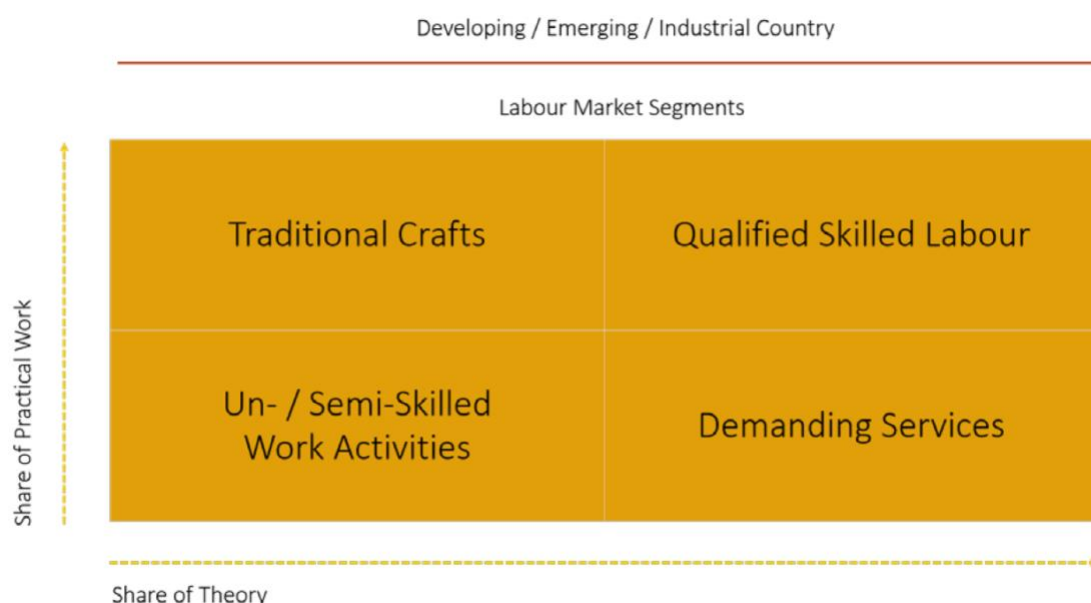 Developing / Emerging / Industrial Country
Labour Market Segments
Traditional Crafts
Qualified Skilled Labour
Share of Practical Work
Un- / Semi-Skilled
Work Activities
Demanding Services
Share of Theory